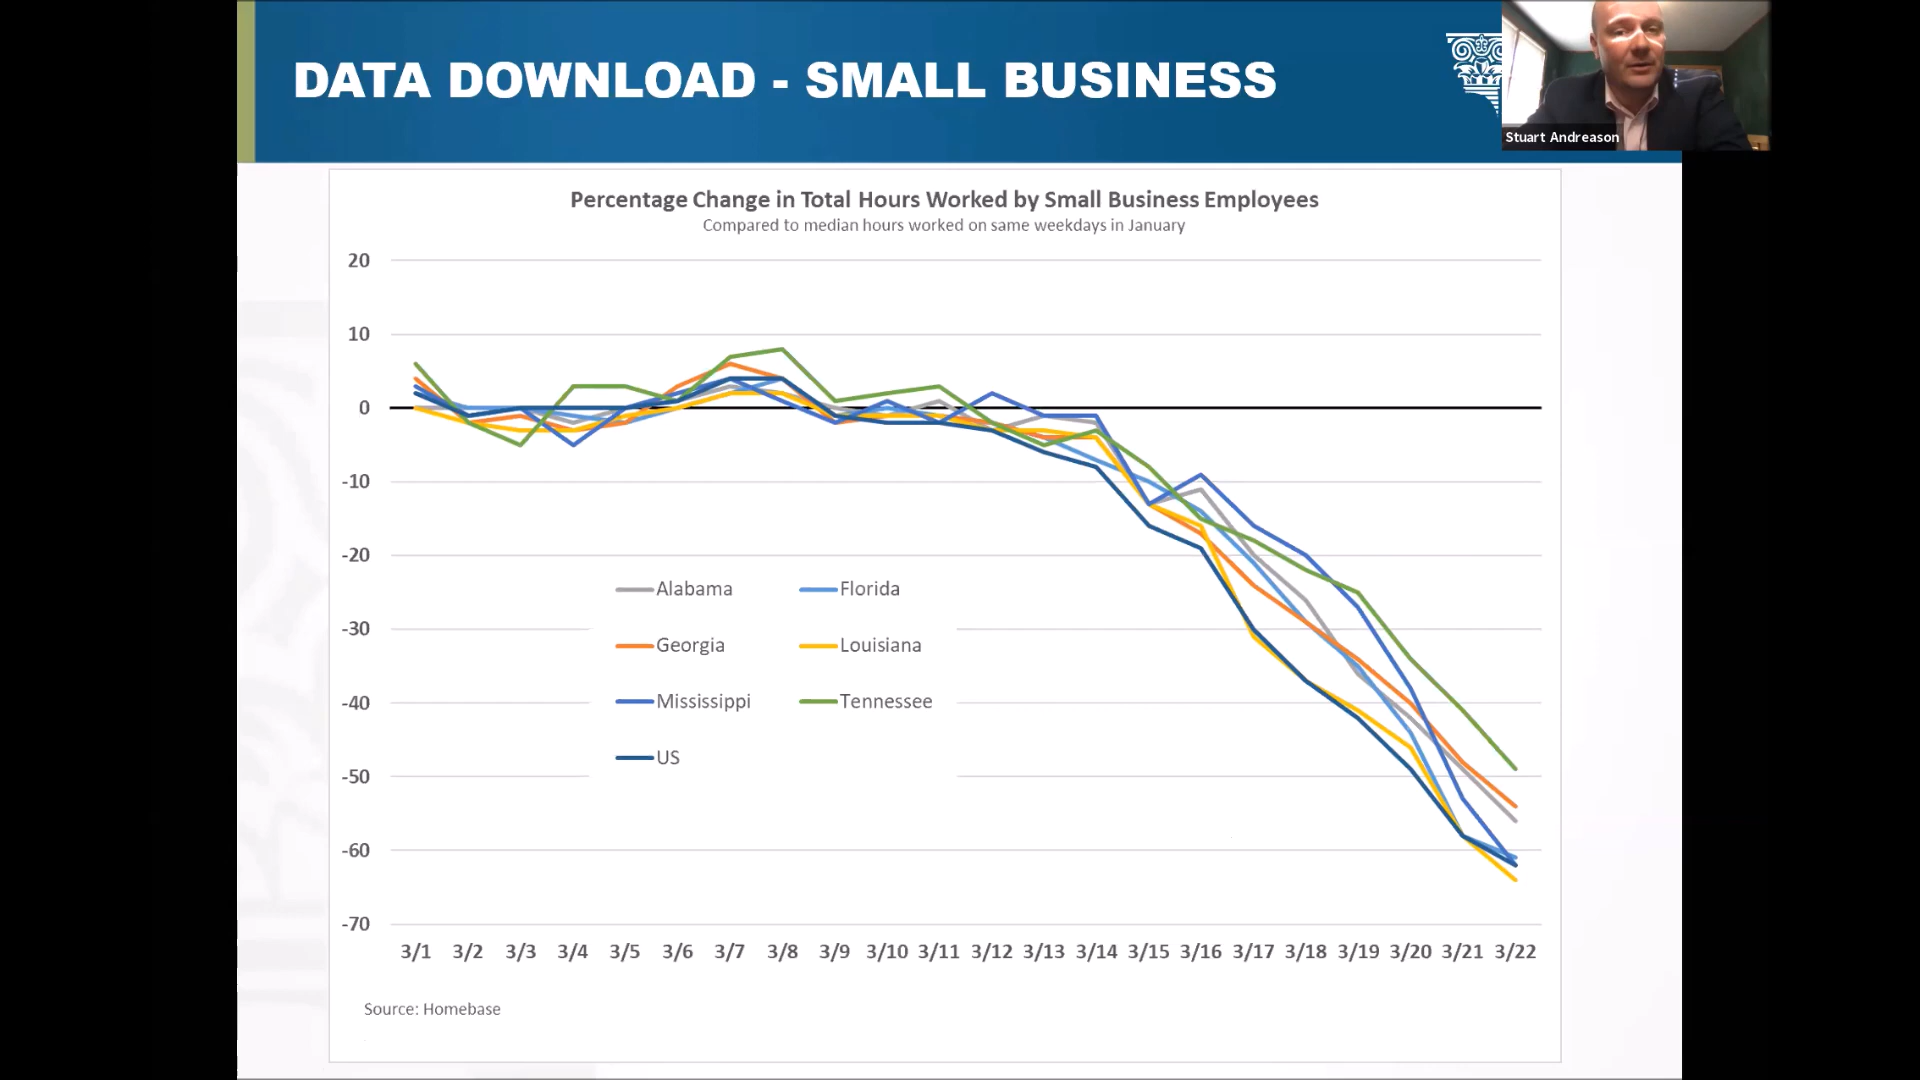 DATA DOWNLOAD - SMALL BUSINESS
Stuart Andreason
Percentage Change in Total Hours Worked by Small Business Employees
Compared to median hours worked on same weekdays in January
20
10
0
-10
-20
-30
-40
-50
-60
-70
Alabama
Florida
Georgia
Louisiana
Mississippi
Tennessee
US
3/1 3/2 3/3 3/4 3/5 3/6 3/7 3/8 3/9 3/10 3/11 3/12 3/13 3/14 3/15 3/16 3/17 3/18 3/19 3/20 3/21 3/22
Source: Homebase